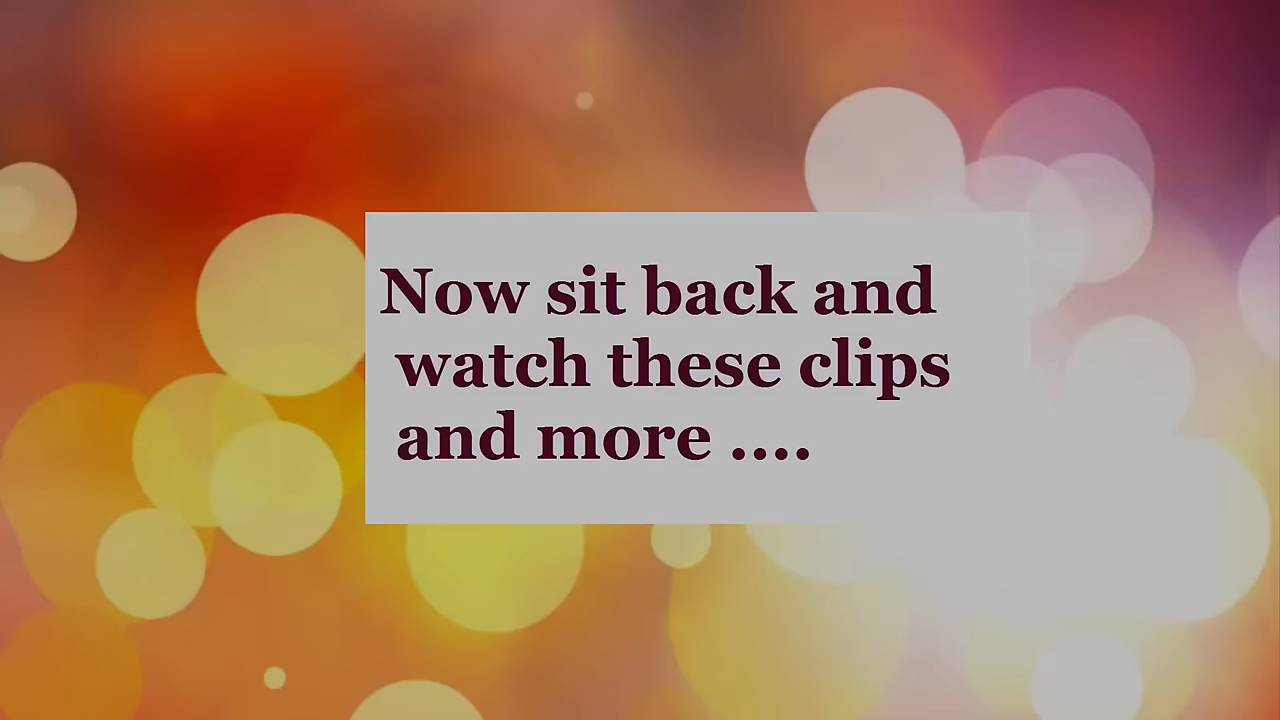 Now sit back and
watch these clips
and more ....